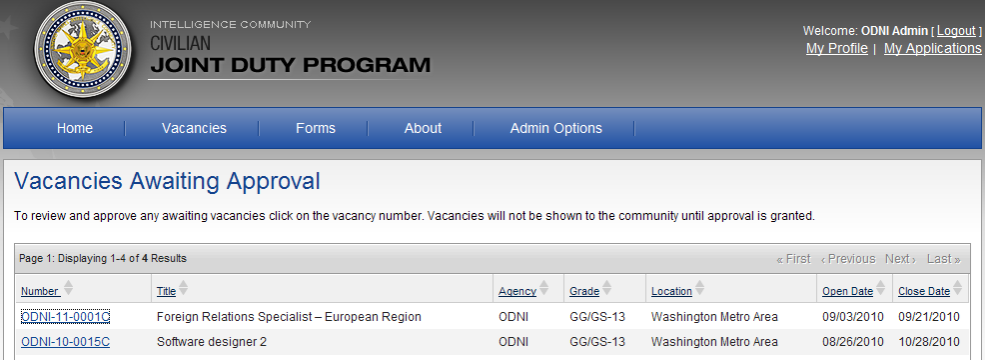 INTELLIGENCE COMMUNITY
CIVILIAN
JOINT DUTY PROGRAM
Welcome: ODNI Admin [ Logout ]
My Profile | My Applications
Home Vacancies Forms About Admin Options
Vacancies Awaiting Approval
To review and approve any awaiting vacancies click on the vacancy number. Vacancies will not be shown to the community until approval is granted.
Page 1: Displaying 1-4 of 4 Results « First ‹ Previous Next › Last »
Number Title Agency Grade Location Open Date Close Date
ODNI-11-0001C Foreign Relations Specialist – European Region ODNI GG/GS-13 Washington Metro Area 09/03/2010 09/21/2010
ODNI-10-0015C Software designer 2 ODNI GG/GS-13 Washington Metro Area 08/26/2010 10/28/2010